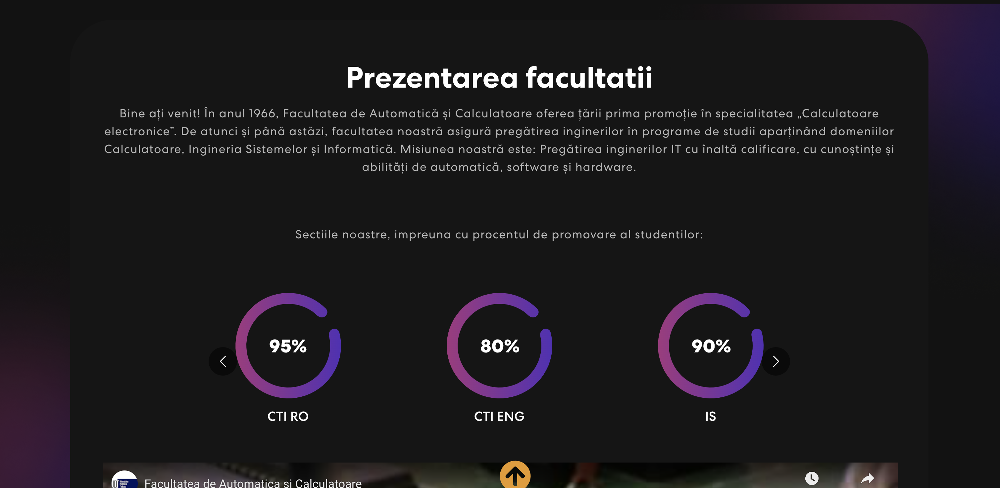 Prezentarea facultatii
Bine ați venit! În anul 1966, Facultatea de Automatică și Calculatoare oferea țării prima promoție în specialitatea „Calculatoare
electronice”. De atunci și până astăzi, facultatea noastră asigură pregătirea inginerilor în programe de studii aparținând domeniilor
Calculatoare, Ingineria Sistemelor și Informatică. Misiunea noastră este: Pregătirea inginerilor IT cu înaltă calificare, cu cunoștințe și
abilități de automatică, software și hardware.
Sectiile noastre, impreuna cu procentul de promovare al studentilor:
95%
80%
90%
CTI RO
CTI ENG
IS
Universitatea
Politehnica
Timișoara
Facultatea de Automatica si Calculatoare